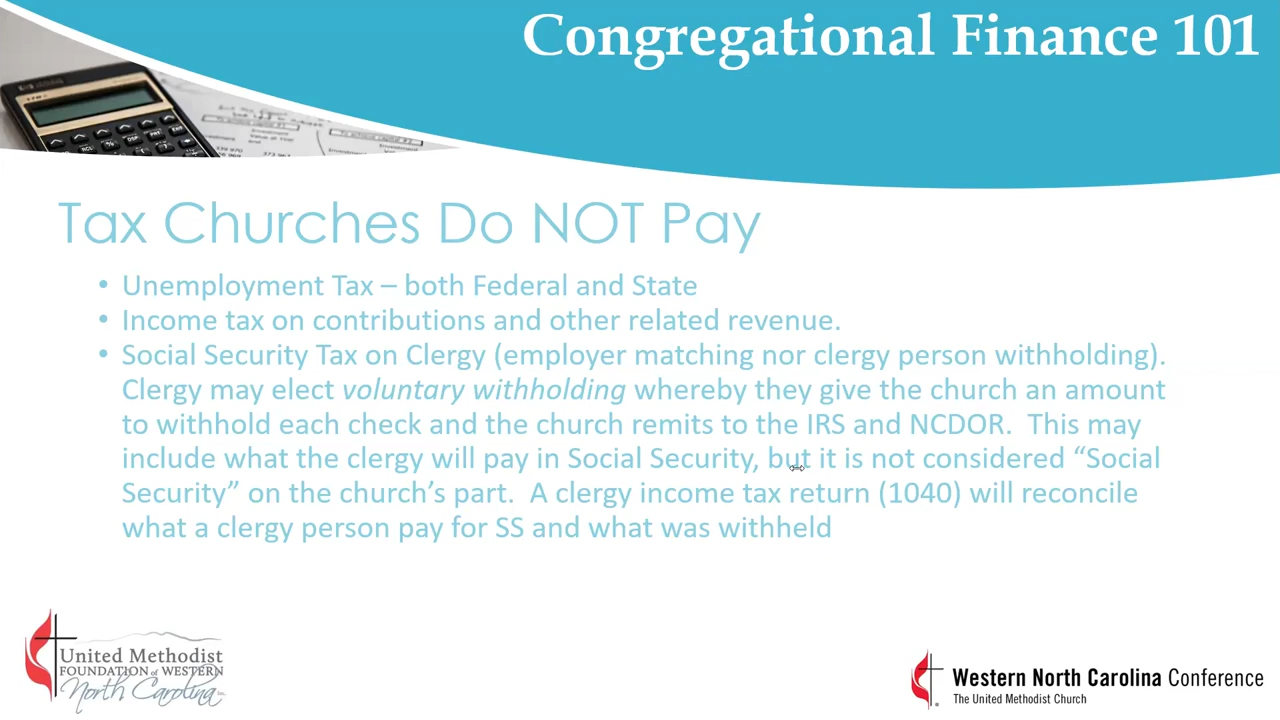 Congregational Finance 101
Tax Churches Do NOT Pay
• Unemployment Tax – both Federal and State
• Income tax on contributions and other related revenue.
• Social Security Tax on Clergy (employer matching nor clergy person withholding).
Clergy may elect voluntary withholding whereby they give the church an amount
to withhold each check and the church remits to the IRS and NCDOR.  This may
include what the clergy will pay in Social Security, but it is not considered “Social
Security” on the church’s part.  A clergy income tax return (1040) will reconcile
what a clergy person pay for SS and what was withheld
United Methodist
FOUNDATION of WESTERN
North Carolina
Western North Carolina Conference
The United Methodist Church